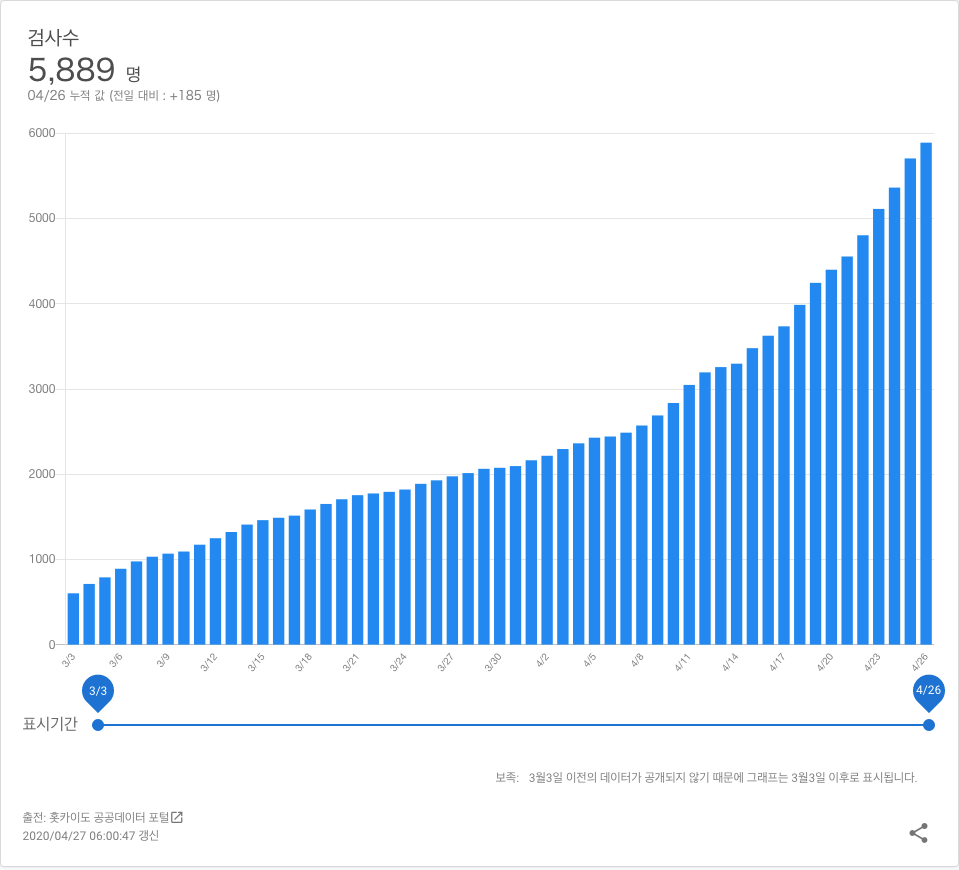 검사수
5,889 명
04/26 누적 값 (전일 대비 : +185 명)
6000
5000
4000
3000
2000
1000
0
3/3 3/6 3/9 3/12 3/15 3/18 3/21 3/24 3/27 3/30 4/2 4/5 4/8 4/11 4/14 4/17 4/20 4/23 4/26
3/3 4/26
표시기간
보족: 3월3일 이전의 데이터가 공개되지 않기 때문에 그래프는 3월3일 이후로 표시됩니다.
출전: 홋카이도 공공데이터 포털
2020/04/27 06:00:47 갱신